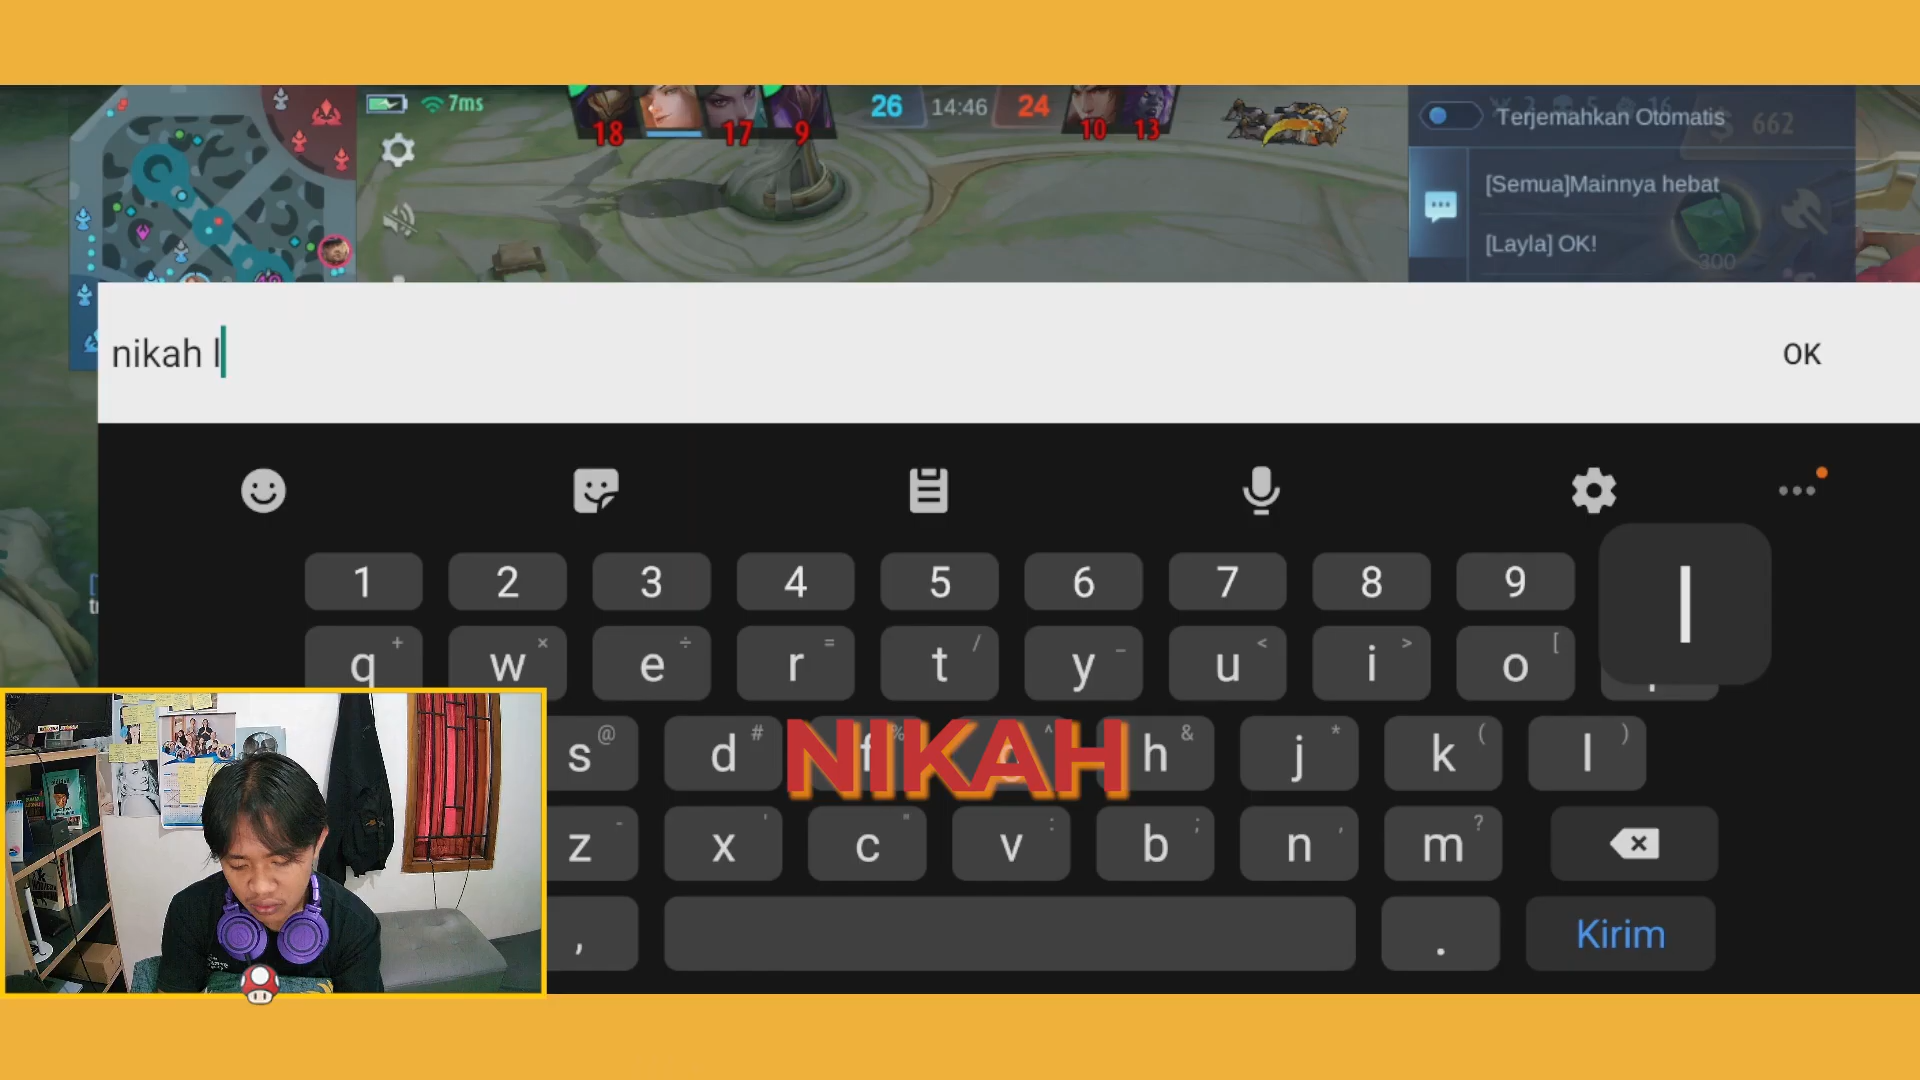 7ms
18
17
9
26
14:46
24
10
13
Terjemahkan Otomatis
662
[Semua]Mainnya hebat
[Layla] OK!
300
nikah l
OK
1 2 3 4 5 6 7 8 9
l
q w e r t y u i o
s d f h j k l
NIKAH
z x c v b n m
, . Kirim